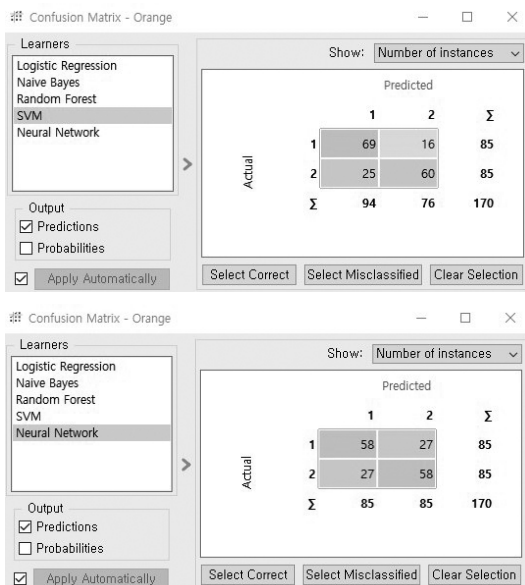 Confusion Matrix - Orange
Learners
Logistic Regression
Naive Bayes
Random Forest
SVM
Neural Network
Output
Predictions
Probabilities
Apply Automatically
Show: Number of instances
Predicted
1 2 Σ
Actual
1 69 16 85
2 25 60 85
Σ 94 76 170
Select Correct Select Misclassified Clear Selection
Confusion Matrix - Orange
Learners
Logistic Regression
Naive Bayes
Random Forest
SVM
Neural Network
Output
Predictions
Probabilities
Apply Automatically
Show: Number of instances
Predicted
1 2 Σ
Actual
1 58 27 85
2 27 58 85
Σ 85 85 170
Select Correct Select Misclassified Clear Selection